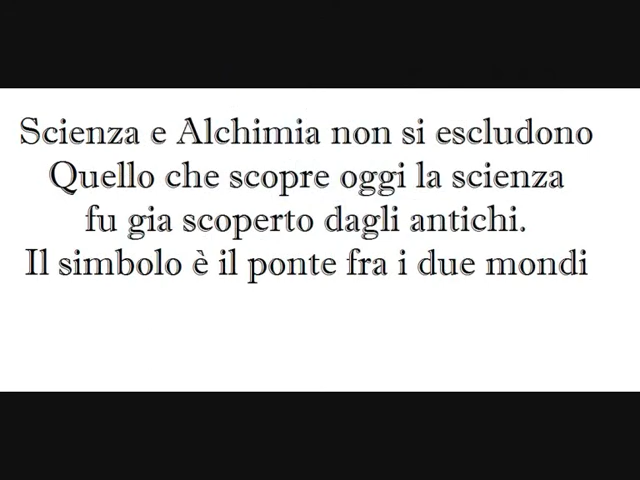 Scienza e Alchimia non si escludono
Quello che scopre oggi la scienza
fu gia scoperto dagli antichi.
Il simbolo è il ponte fra i due mondi